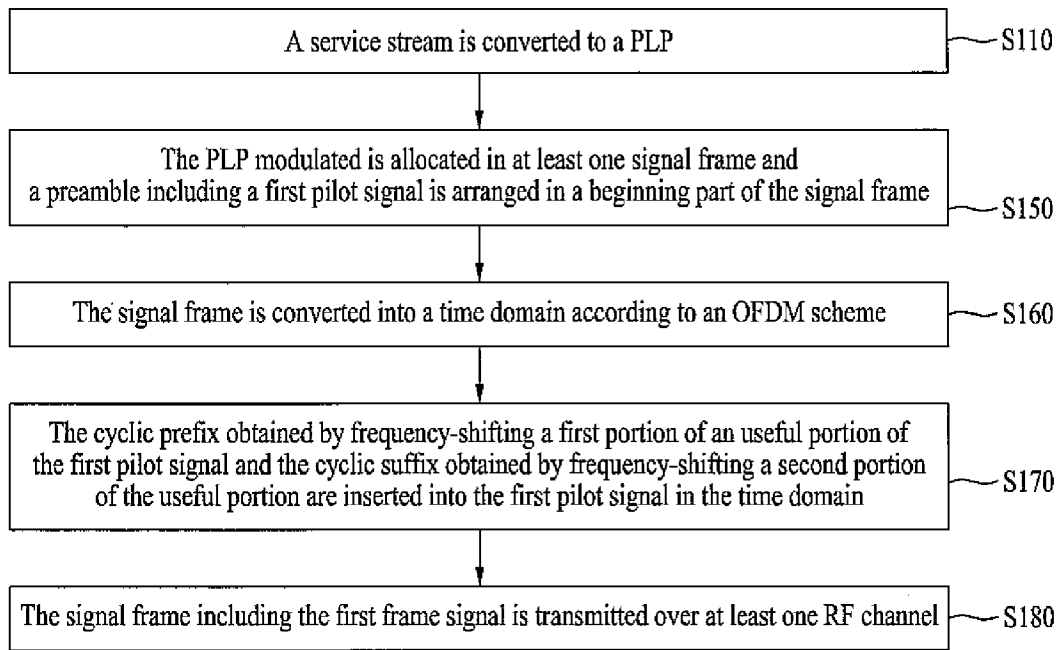 A service stream is converted to a PLP
S110
The PLP modulated is allocated in at least one signal frame and
a preamble including a first pilot signal is arranged in a beginning part of the signal frame
S150
The signal frame is converted into a time domain according to an OFDM scheme
S160
The cyclic prefix obtained by frequency-shifting a first portion of an useful portion of
the first pilot signal and the cyclic suffix obtained by frequency-shifting a second portion
of the useful portion are inserted into the first pilot signal in the time domain
S170
The signal frame including the first frame signal is transmitted over at least one RF channel
S180